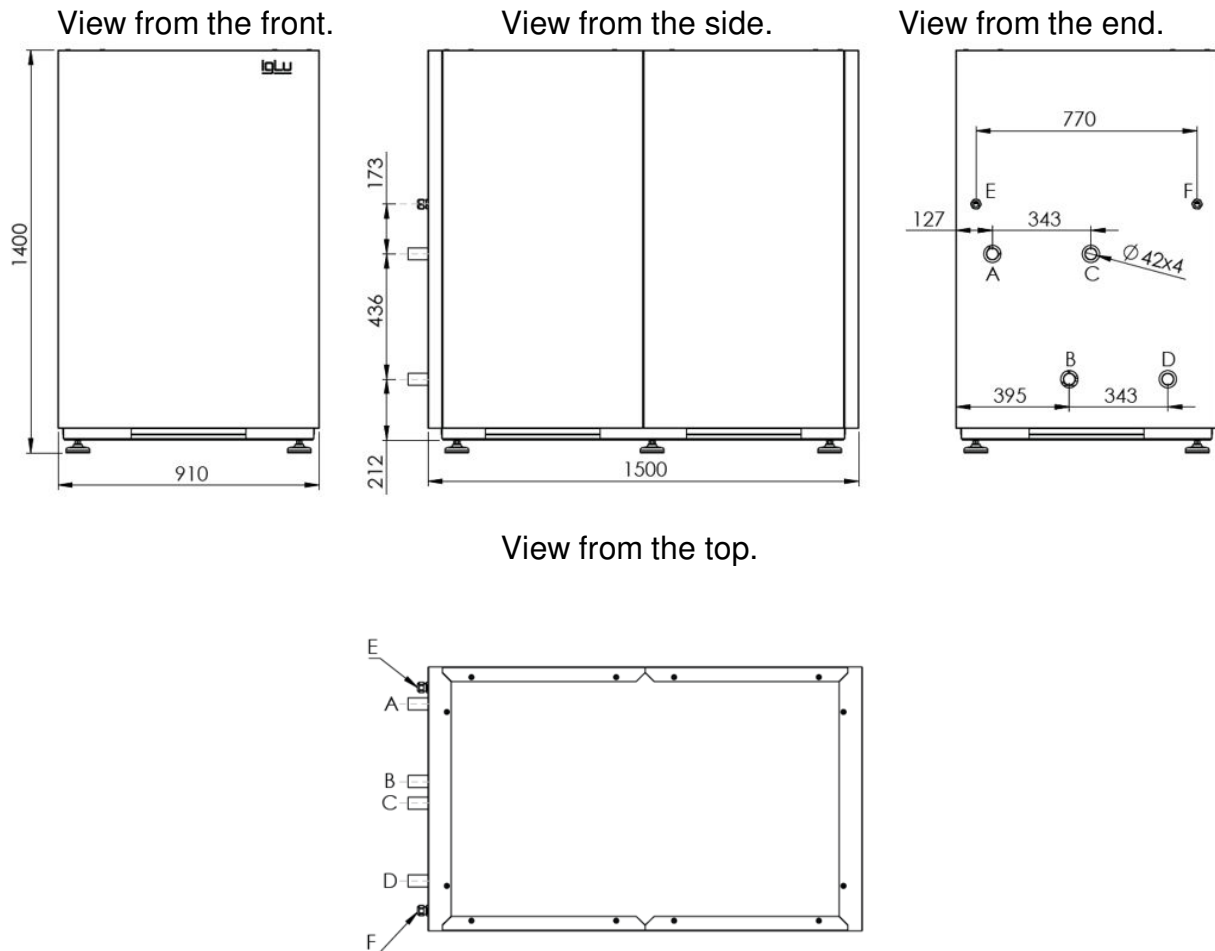 View from the front. View from the side. View from the end.
igLu
1400
910
173
436
212
1500
770
E F
127 343
A C Ø 42x4
B D
395 343
View from the top.
E
A
B
C
D
F